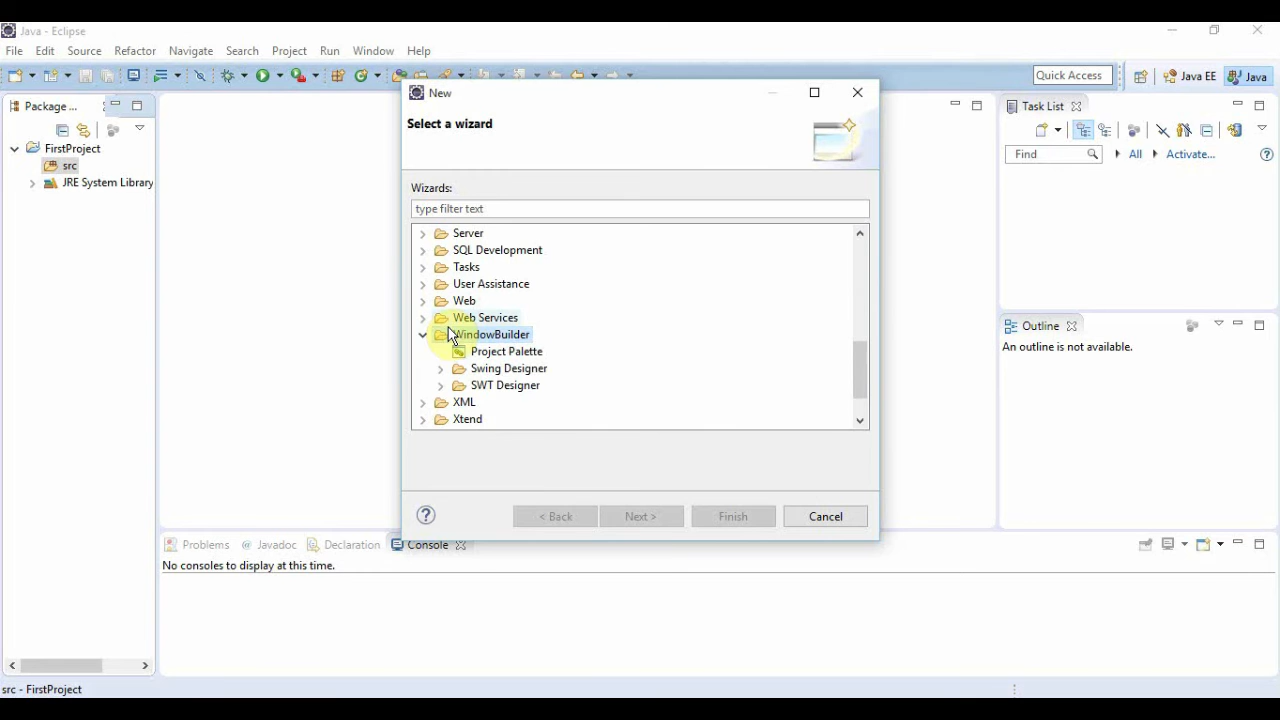 Java - Eclipse
File Edit Source Refactor Navigate Search Project Run Window Help
Quick Access
Java EE
Java
Package ...
FirstProject
src
JRE System Library
New
Select a wizard
Wizards:
type filter text
Server
SQL Development
Tasks
User Assistance
Web
Web Services
WindowBuilder
Project Palette
Swing Designer
SWT Designer
XML
Xtend
< Back
Next >
Finish
Cancel
Task List
Find
All
Activate...
Outline
An outline is not available.
Problems
Javadoc
Declaration
Console
No consoles to display at this time.
src - FirstProject